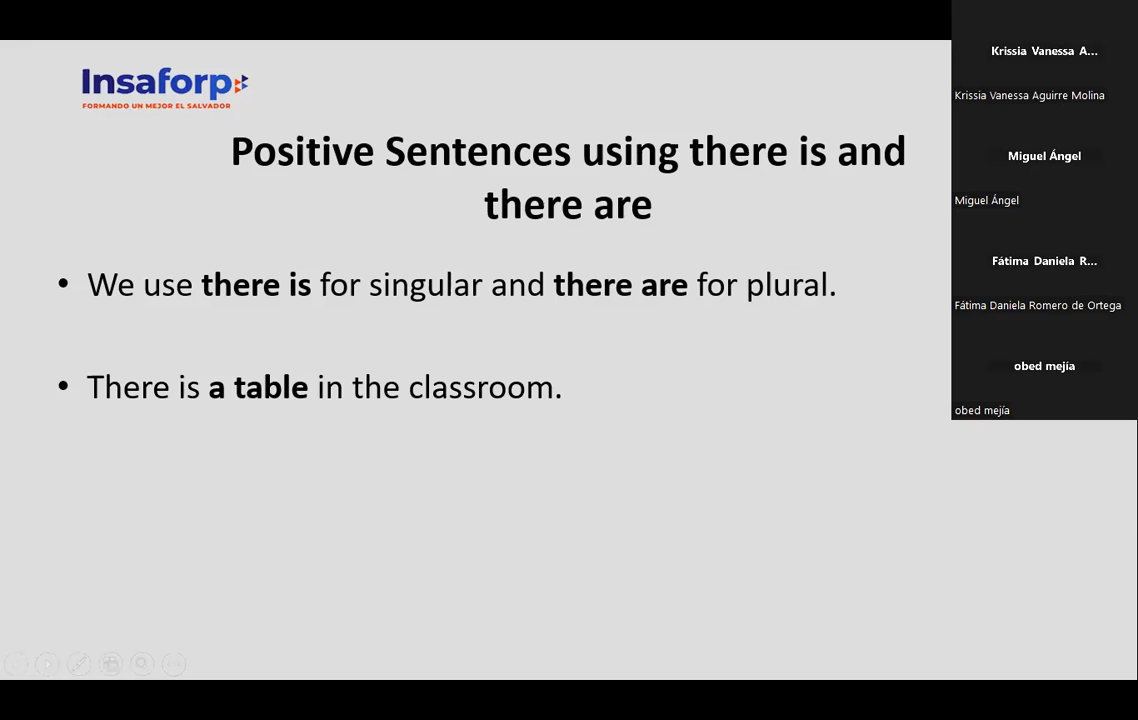 Insaforp
FORMANDO UN MEJOR EL SALVADOR
Positive Sentences using there is and
there are
• We use there is for singular and there are for plural.
• There is a table in the classroom.
Krissia Vanessa A...
Krissia Vanessa Aguirre Molina
Miguel Ángel
Miguel Ángel
Fátima Daniela R...
Fátima Daniela Romero de Ortega
obed mejía
obed mejía